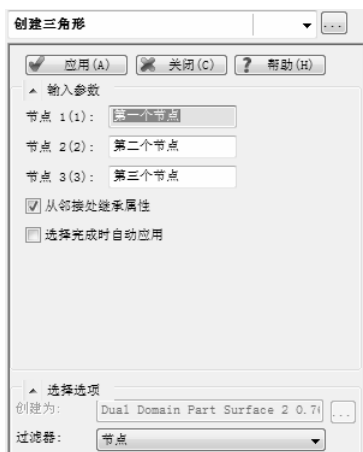 创建三角形
应用(A) 关闭(C) 帮助(H)
输入参数
节点 1(1): 第一个节点
节点 2(2): 第二个节点
节点 3(3): 第三个节点
从邻接处继承属性
选择完成时自动应用
选择选项
创建为: Dual Domain Part Surface 2 0.7(
过滤器: 节点